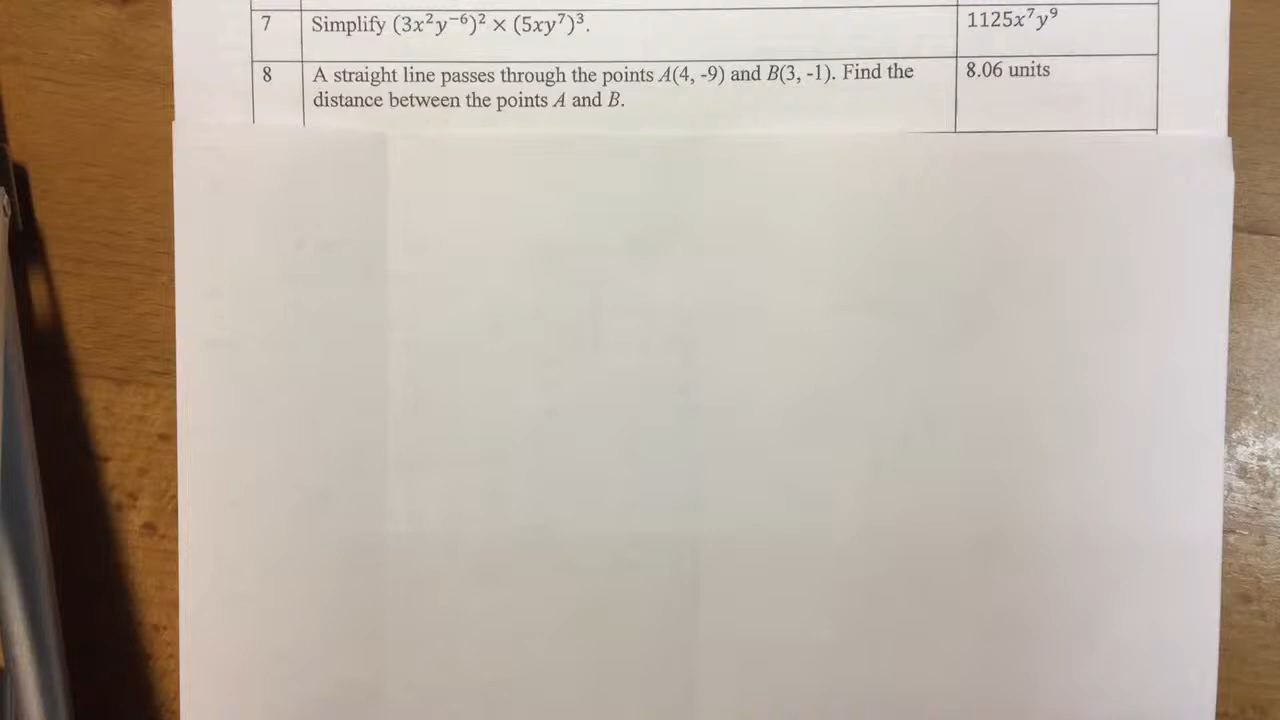 7 Simplify (3x²y⁻⁶)² × (5xy⁷)³. 1125x⁷y⁹
8 A straight line passes through the points A(4, -9) and B(3, -1). Find the 8.06 units
distance between the points A and B.